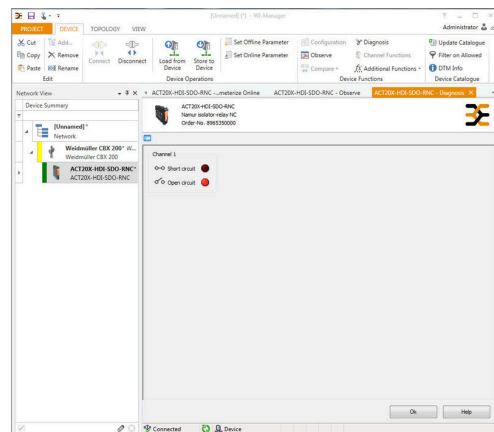 [Unnamed] (*) - WI-Manager
PROJECT DEVICE TOPOLOGY VIEW Administrator
Cut Add... Set Offline Parameter Configuration Diagnosis Update Catalogue
Copy Remove Set Online Parameter Observe Channel Functions Filter on Allowed
Paste Rename Connect Disconnect Load from Device Store to Device Compare Additional Functions DTM Info
Edit Device Operations Device Functions Device Catalogue
Network View ACT20X-HDI-SDO-RNC -...meterize Online ACT20X-HDI-SDO-RNC - Observe ACT20X-HDI-SDO-RNC - Diagnosis
Device Summary
ACT20X-HDI-SDO-RNC
Namur isolator-relay NC
Order-No. 8965350000
[Unnamed]*
Network
Weidmüller CBX 200* W...
Weidmüller CBX 200
ACT20X-HDI-SDO-RNC*
ACT20X-HDI-SDO-RNC
Channel 1
Short circuit
Open circuit
Ok Help
Connected Device